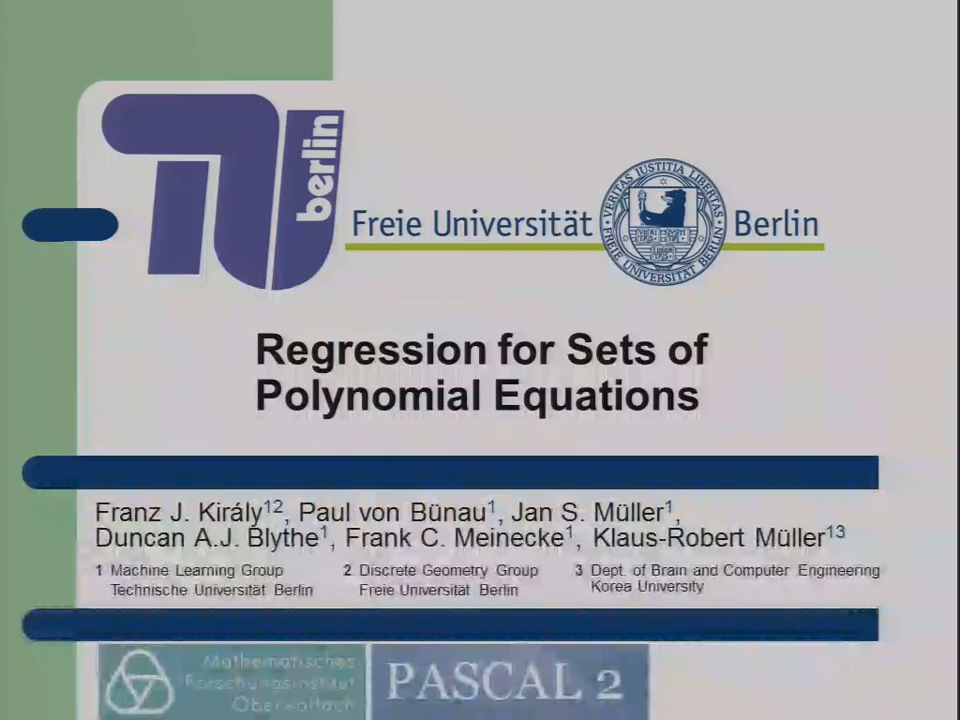 berlin
Freie Universität Berlin
VERITAS JUSTITIA LIBERTAS
FREIE UNIVERSITÄT BERLIN
Regression for Sets of
Polynomial Equations
Franz J. Király12, Paul von Bünau1, Jan S. Müller1,
Duncan A.J. Blythe1, Frank C. Meinecke1, Klaus-Robert Müller13
1 Machine Learning Group
Technische Universität Berlin
2 Discrete Geometry Group
Freie Universität Berlin
3 Dept. of Brain and Computer Engineering
Korea University
Mathematisches
Forschungsinstitut
Oberwolfach
PASCAL 2